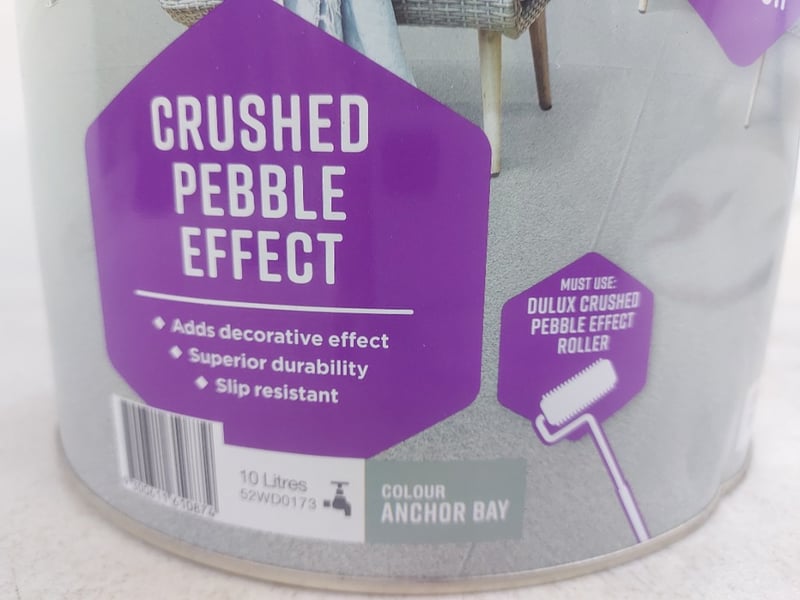 CRUSHED
PEBBLE
EFFECT
Adds decorative effect
Superior durability
Slip resistant
MUST USE:
DULUX CRUSHED
PEBBLE EFFECT
ROLLER
10 Litres
52WD0173
COLOUR
ANCHOR BAY